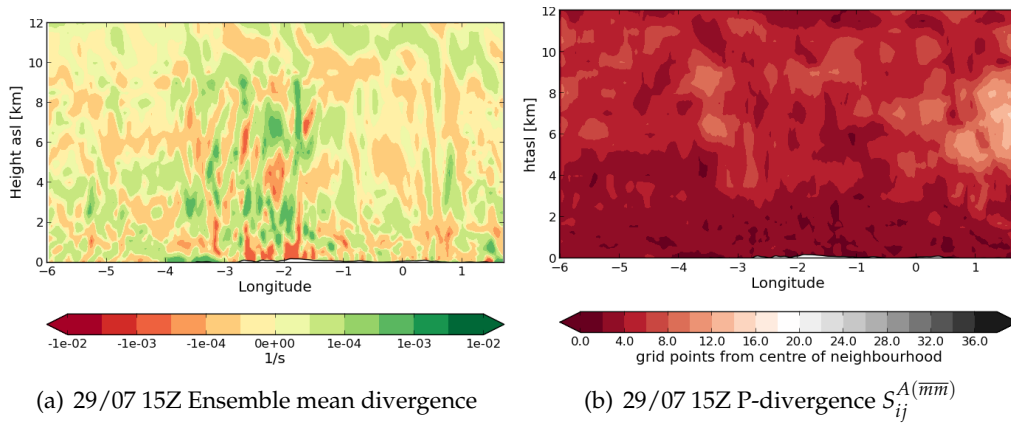 12
10
8
6
4
2
0
Height asl [km]
−6 −5 −4 −3 −2 −1 0 1
Longitude
-1e-02 -1e-03 -1e-04 0e+00 1e-04 1e-03 1e-02
1/s
(a) 29/07 15Z Ensemble mean divergence
12
10
8
6
4
2
0
htasl [km]
−6 −5 −4 −3 −2 −1 0 1
Longitude
0.0 4.0 8.0 12.0 16.0 20.0 24.0 28.0 32.0 36.0
grid points from centre of neighbourhood
(b) 29/07 15Z P-divergence $S_{ij}^{A(\overline{mm})}$